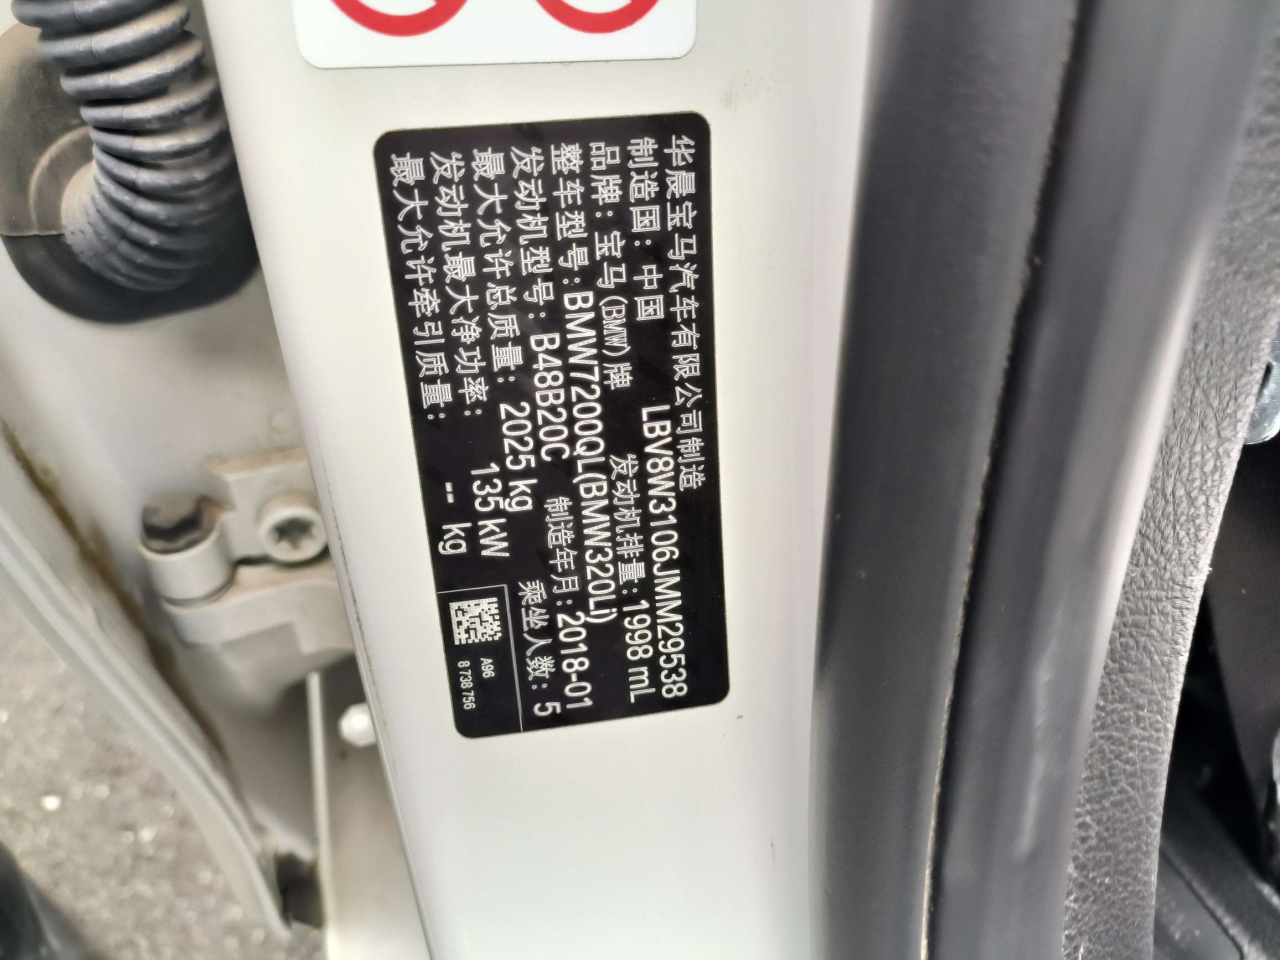 华晨宝马汽车有限公司制造
制造国：中国 LBV8W3106JMM29538
品牌：宝马(BMW)牌 发动机排量：1998 mL
整车型号：BMW7200QL(BMW320Li)
发动机型号：B48B20C 制造年月：2018-01
最大允许总质量：2025 kg 乘坐人数：5
发动机最大净功率：135 kW
最大允许牵引质量： -- kg
A96
8 738 756